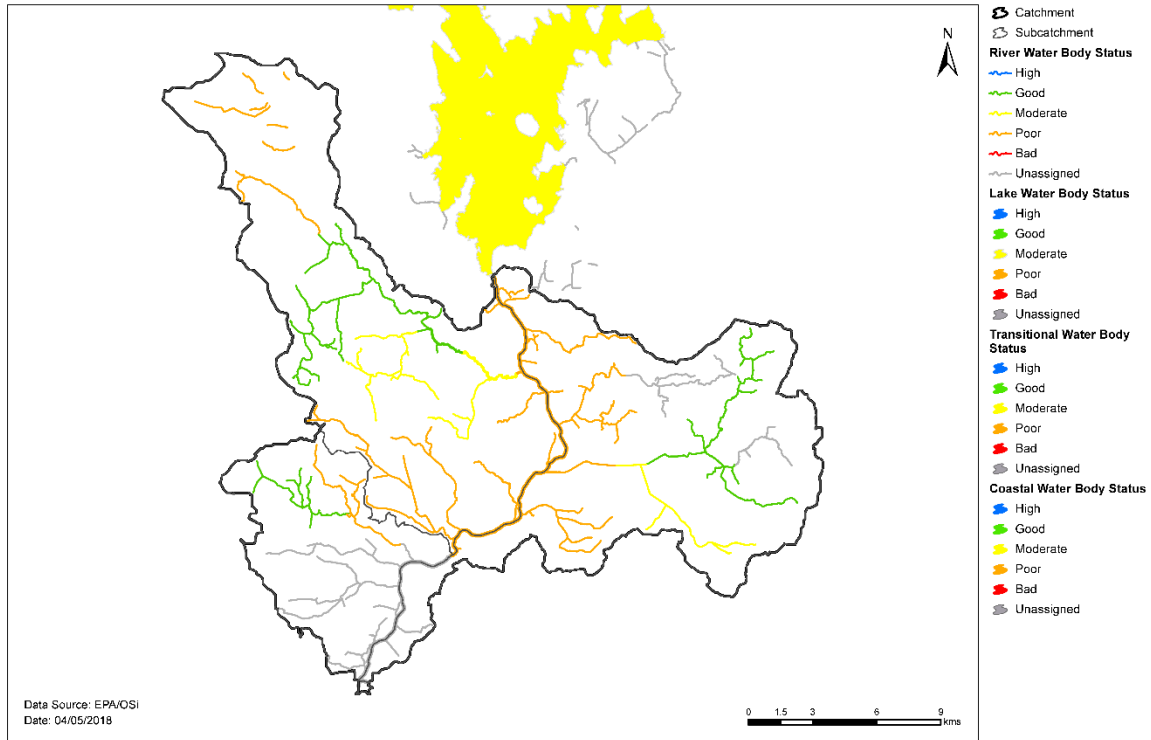 N
Data Source: EPA/OSi
Date: 04/05/2018
0 1.5 3 6 9
kms
Catchment
Subcatchment
River Water Body Status
High
Good
Moderate
Poor
Bad
Unassigned
Lake Water Body Status
High
Good
Moderate
Poor
Bad
Unassigned
Transitional Water Body
Status
High
Good
Moderate
Poor
Bad
Unassigned
Coastal Water Body Status
High
Good
Moderate
Poor
Bad
Unassigned